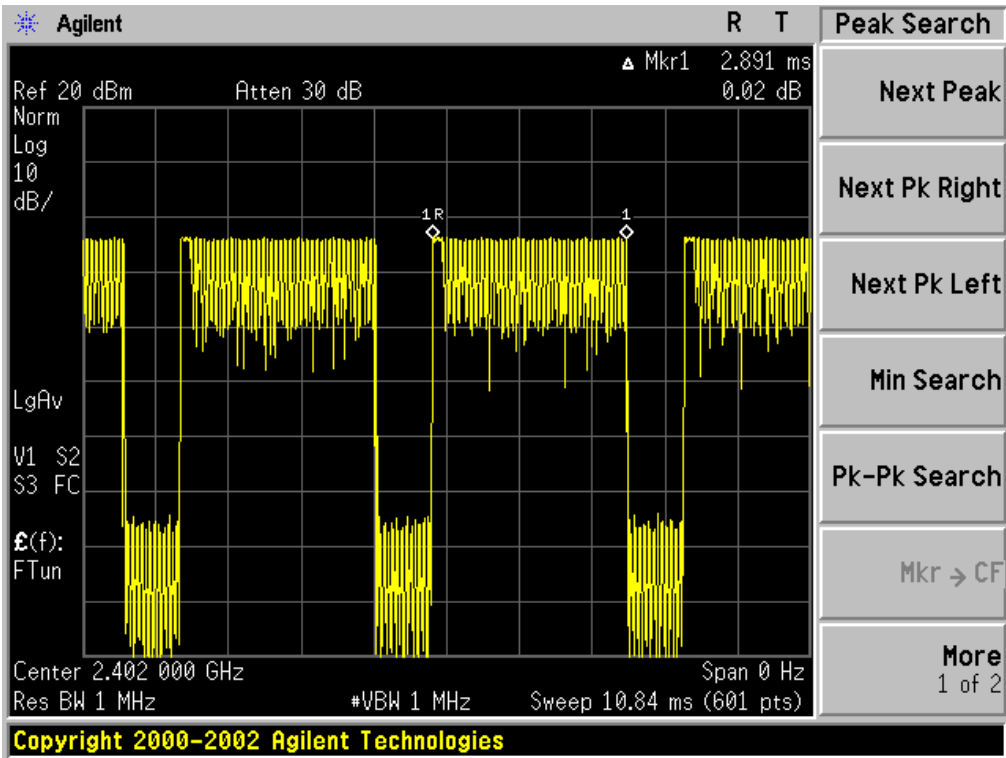 Agilent
R T
Peak Search
Δ Mkr1 2.891 ms
Ref 20 dBm Atten 30 dB 0.02 dB
Norm
Log
10
dB/
1R
1
LgAv
V1 S2
S3 FC
£(f):
FTun
Center 2.402 000 GHz Span 0 Hz
Res BW 1 MHz #VBW 1 MHz Sweep 10.84 ms (601 pts)
Copyright 2000-2002 Agilent Technologies
Next Peak
Next Pk Right
Next Pk Left
Min Search
Pk-Pk Search
Mkr → CF
More
1 of 2